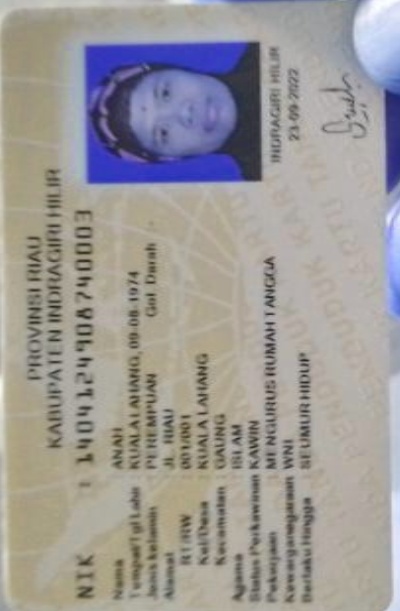 PROVINSI RIAU
KABUPATEN INDRAGIRI HILIR
NIK : 1404124908740003
Nama : ANAH
Tempat/Tgl Lahir : KUALA LAHANG, 09-08-1974
Jenis kelamin : PEREMPUAN Gol. Darah : -
Alamat : JL. RIAU
RT/RW : 001/001
Kel/Desa : KUALA LAHANG
Kecamatan : GAUNG
Agama : ISLAM
Status Perkawinan : KAWIN
Pekerjaan : MENGURUS RUMAH TANGGA
Kewarganegaraan : WNI
Berlaku Hingga : SEUMUR HIDUP
INDRAGIRI HILIR
23-09-2022